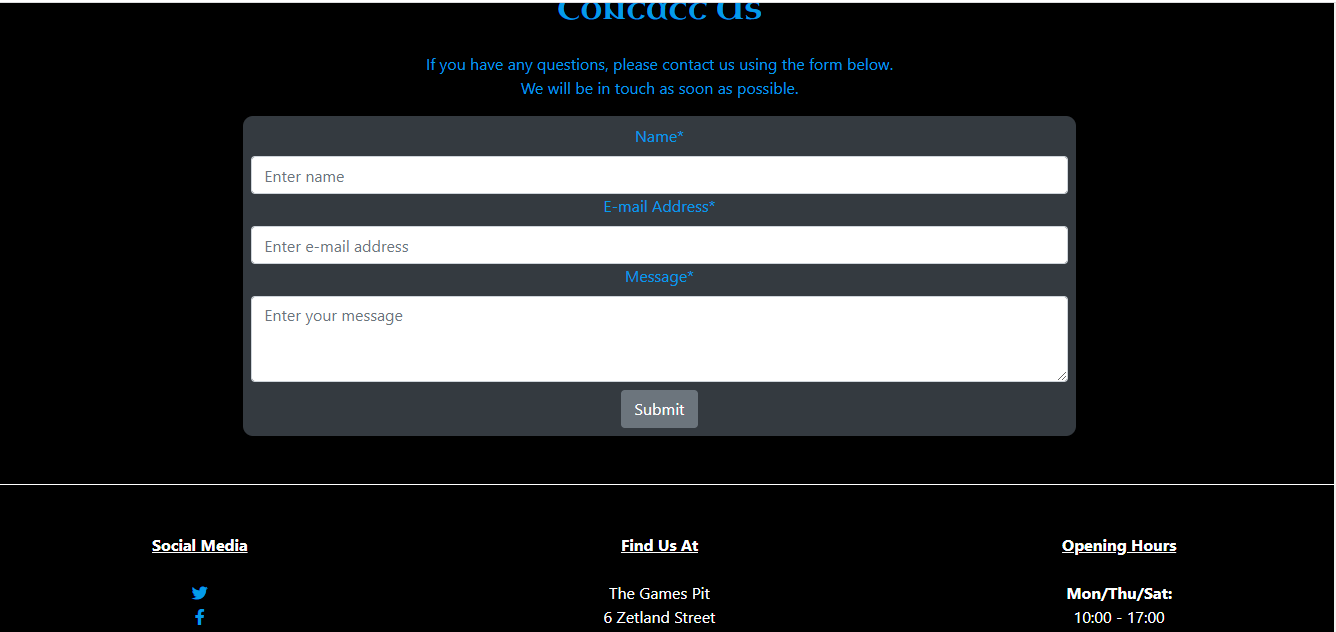 Contact Us
If you have any questions, please contact us using the form below.
We will be in touch as soon as possible.
Name*
Enter name
E-mail Address*
Enter e-mail address
Message*
Enter your message
Submit
Social Media
Find Us At
Opening Hours
The Games Pit
Mon/Thu/Sat:
6 Zetland Street
10:00 - 17:00